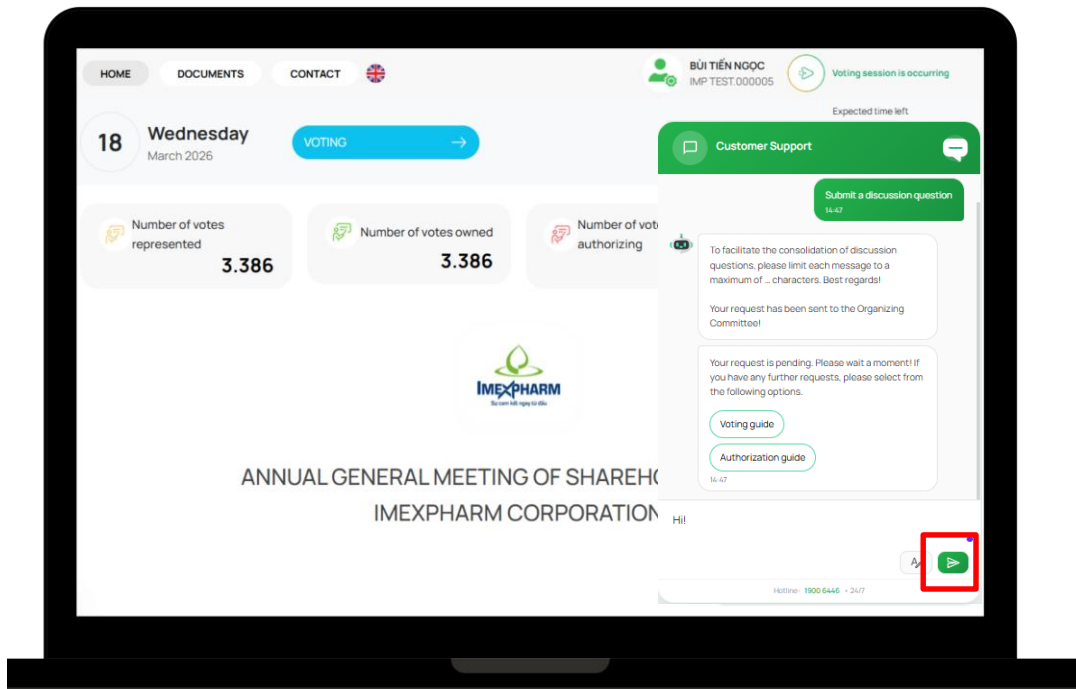 HOME
DOCUMENTS
CONTACT
BÙI TIẾN NGỌC
IMP TEST.000005
Voting session is occurring
Expected time left
18
Wednesday
March 2026
VOTING
Number of votes
represented
3.386
Number of votes owned
3.386
Number of vot
authorizing
IMEXPHARM
Sự cam kết ngay từ đầu
ANNUAL GENERAL MEETING OF SHAREHO
IMEXPHARM CORPORATION
Customer Support
Submit a discussion question
14:47
To facilitate the consolidation of discussion
questions, please limit each message to a
maximum of ... characters. Best regards!
Your request has been sent to the Organizing
Committee!
Your request is pending. Please wait a moment! If
you have any further requests, please select from
the following options.
Voting guide
Authorization guide
14:47
Hi!
Hotline: 1900 6446 • 24/7